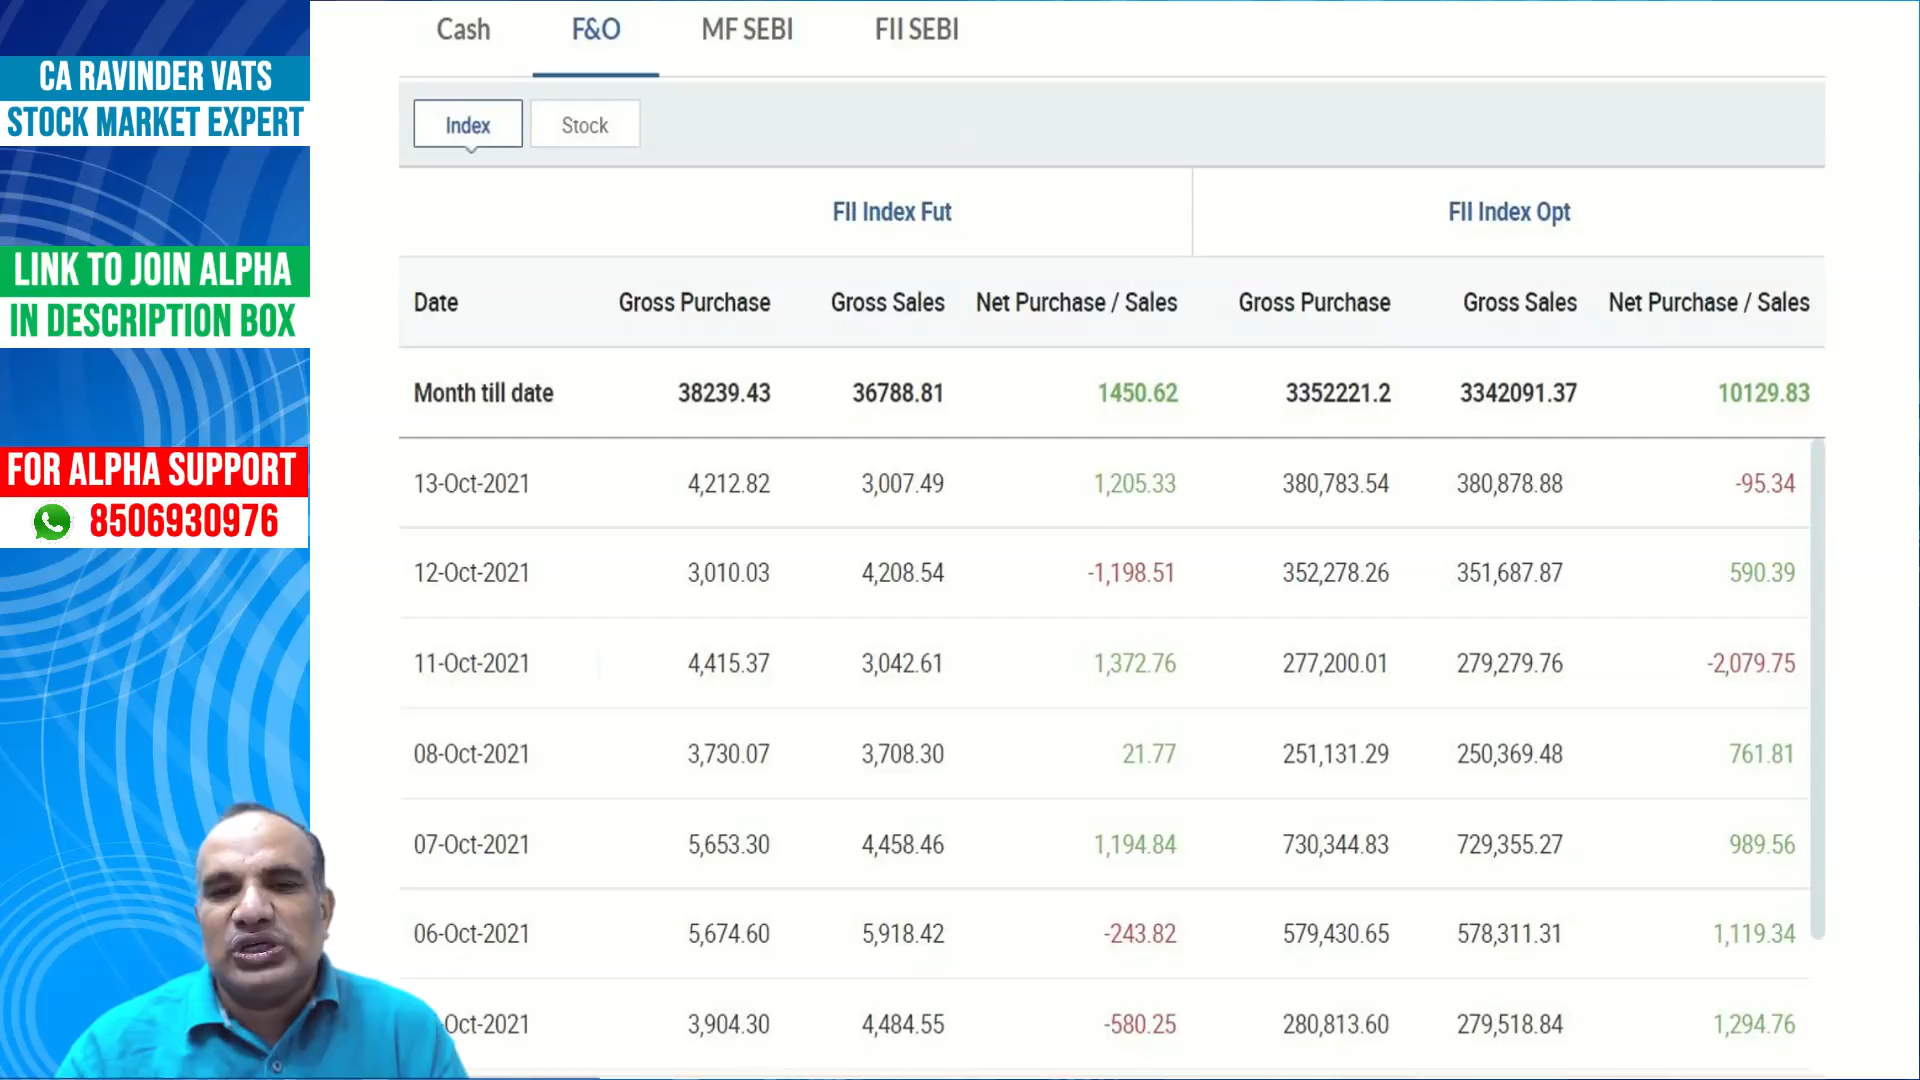 CA RAVINDER VATS
STOCK MARKET EXPERT
LINK TO JOIN ALPHA
IN DESCRIPTION BOX
FOR ALPHA SUPPORT
8506930976
Cash F&O MF SEBI FII SEBI
Index Stock
FII Index Fut FII Index Opt
Date Gross Purchase Gross Sales Net Purchase / Sales Gross Purchase Gross Sales Net Purchase / Sales
Month till date 38239.43 36788.81 1450.62 3352221.2 3342091.37 10129.83
13-Oct-2021 4,212.82 3,007.49 1,205.33 380,783.54 380,878.88 -95.34
12-Oct-2021 3,010.03 4,208.54 -1,198.51 352,278.26 351,687.87 590.39
11-Oct-2021 4,415.37 3,042.61 1,372.76 277,200.01 279,279.76 -2,079.75
08-Oct-2021 3,730.07 3,708.30 21.77 251,131.29 250,369.48 761.81
07-Oct-2021 5,653.30 4,458.46 1,194.84 730,344.83 729,355.27 989.56
06-Oct-2021 5,674.60 5,918.42 -243.82 579,430.65 578,311.31 1,119.34
Oct-2021 3,904.30 4,484.55 -580.25 280,813.60 279,518.84 1,294.76